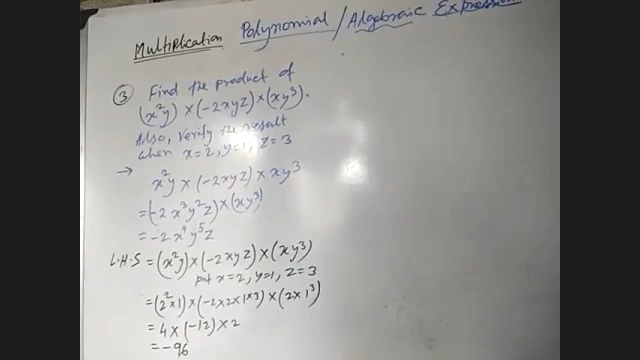 Multiplication Polynomial / Algebraic Expression
③ Find the product of
(x²y) × (-2xyz) × (xy³).
Also, verify the result
when x=2, y=1, z=3
→ x²y × (-2xyz) × xy³
= (-2x³y²z) × (xy³)
= -2x⁴y⁵z
L.H.S = (x²y) × (-2xyz) × (xy³)
put x=2, y=1, z=3
= (2²×1) × (-2×2×1×3) × (2×1³)
= 4 × (-12) × 2
= -96